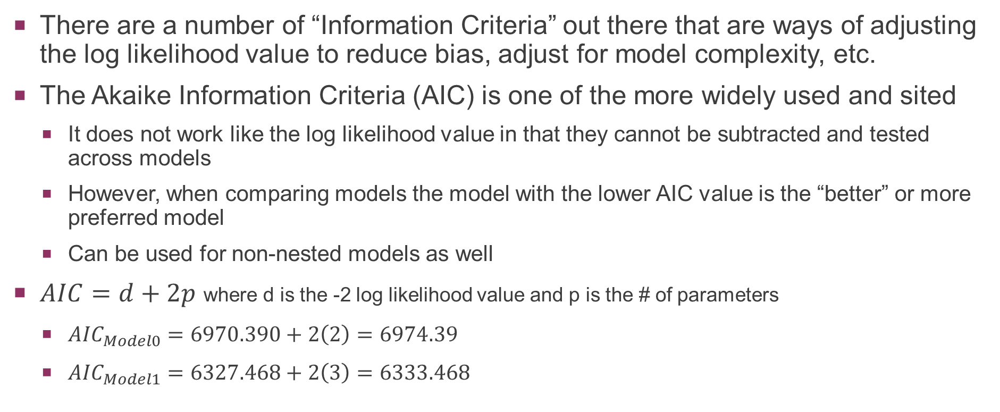 ▪ There are a number of “Information Criteria” out there that are ways of adjusting
the log likelihood value to reduce bias, adjust for model complexity, etc.
▪ The Akaike Information Criteria (AIC) is one of the more widely used and sited
▪ It does not work like the log likelihood value in that they cannot be subtracted and tested
across models
▪ However, when comparing models the model with the lower AIC value is the “better” or more
preferred model
▪ Can be used for non-nested models as well
▪ AIC = d + 2p where d is the -2 log likelihood value and p is the # of parameters
▪ AIC_Model0 = 6970.390 + 2(2) = 6974.39
▪ AIC_Model1 = 6327.468 + 2(3) = 6333.468